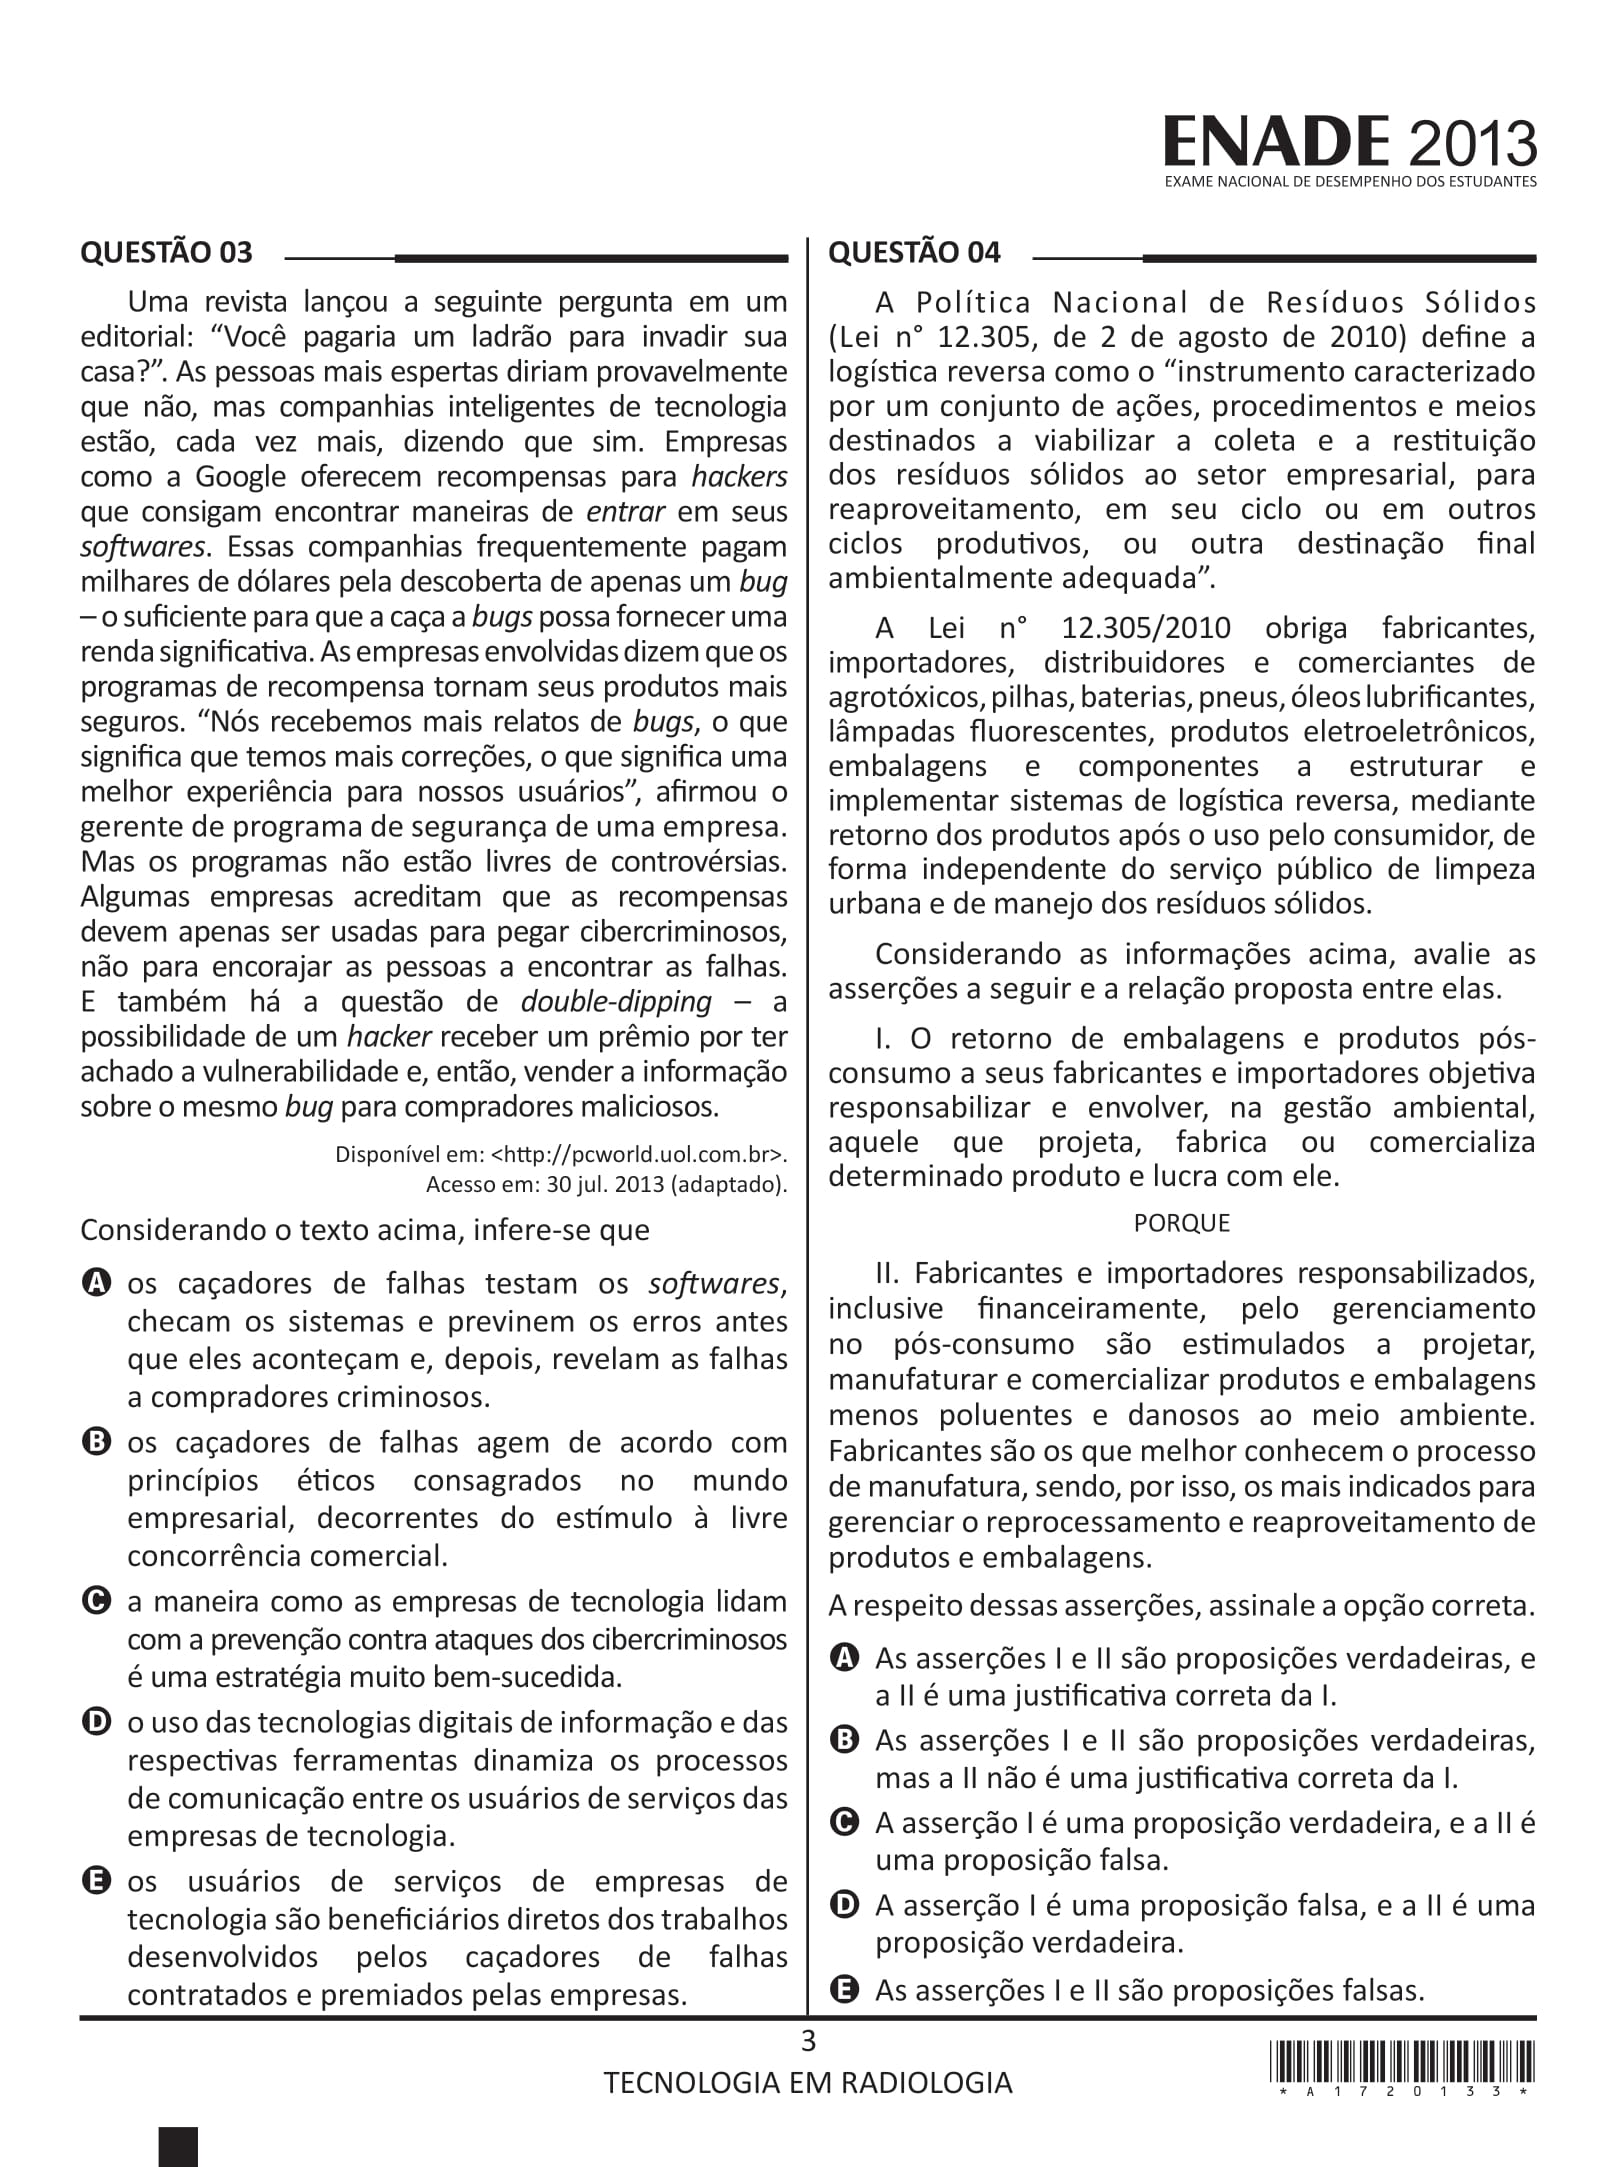 ENADE 2013
EXAME NACIONAL DE DESEMPENHO DOS ESTUDANTES
QUESTÃO 03
Uma revista lançou a seguinte pergunta em um
editorial: “Você pagaria um ladrão para invadir sua
casa?”. As pessoas mais espertas diriam provavelmente
que não, mas companhias inteligentes de tecnologia
estão, cada vez mais, dizendo que sim. Empresas
como a Google oferecem recompensas para hackers
que consigam encontrar maneiras de entrar em seus
softwares. Essas companhias frequentemente pagam
milhares de dólares pela descoberta de apenas um bug
– o suficiente para que a caça a bugs possa fornecer uma
renda significativa. As empresas envolvidas dizem que os
programas de recompensa tornam seus produtos mais
seguros. “Nós recebemos mais relatos de bugs, o que
significa que temos mais correções, o que significa uma
melhor experiência para nossos usuários”, afirmou o
gerente de programa de segurança de uma empresa.
Mas os programas não estão livres de controvérsias.
Algumas empresas acreditam que as recompensas
devem apenas ser usadas para pegar cibercriminosos,
não para encorajar as pessoas a encontrar as falhas.
E também há a questão de double-dipping – a
possibilidade de um hacker receber um prêmio por ter
achado a vulnerabilidade e, então, vender a informação
sobre o mesmo bug para compradores maliciosos.
Disponível em: <http://pcworld.uol.com.br>.
Acesso em: 30 jul. 2013 (adaptado).
Considerando o texto acima, infere-se que
A os caçadores de falhas testam os softwares,
checam os sistemas e previnem os erros antes
que eles aconteçam e, depois, revelam as falhas
a compradores criminosos.
B os caçadores de falhas agem de acordo com
princípios éticos consagrados no mundo
empresarial, decorrentes do estímulo à livre
concorrência comercial.
C a maneira como as empresas de tecnologia lidam
com a prevenção contra ataques dos cibercriminosos
é uma estratégia muito bem-sucedida.
D o uso das tecnologias digitais de informação e das
respectivas ferramentas dinamiza os processos
de comunicação entre os usuários de serviços das
empresas de tecnologia.
E os usuários de serviços de empresas de
tecnologia são beneficiários diretos dos trabalhos
desenvolvidos pelos caçadores de falhas
contratados e premiados pelas empresas.
QUESTÃO 04
A Política Nacional de Resíduos Sólidos
(Lei n° 12.305, de 2 de agosto de 2010) define a
logística reversa como o “instrumento caracterizado
por um conjunto de ações, procedimentos e meios
destinados a viabilizar a coleta e a restituição
dos resíduos sólidos ao setor empresarial, para
reaproveitamento, em seu ciclo ou em outros
ciclos produtivos, ou outra destinação final
ambientalmente adequada”.
A Lei n° 12.305/2010 obriga fabricantes,
importadores, distribuidores e comerciantes de
agrotóxicos, pilhas, baterias, pneus, óleos lubrificantes,
lâmpadas fluorescentes, produtos eletroeletrônicos,
embalagens e componentes a estruturar e
implementar sistemas de logística reversa, mediante
retorno dos produtos após o uso pelo consumidor, de
forma independente do serviço público de limpeza
urbana e de manejo dos resíduos sólidos.
Considerando as informações acima, avalie as
asserções a seguir e a relação proposta entre elas.
I. O retorno de embalagens e produtos pós-
consumo a seus fabricantes e importadores objetiva
responsabilizar e envolver, na gestão ambiental,
aquele que projeta, fabrica ou comercializa
determinado produto e lucra com ele.
PORQUE
II. Fabricantes e importadores responsabilizados,
inclusive financeiramente, pelo gerenciamento
no pós-consumo são estimulados a projetar,
manufaturar e comercializar produtos e embalagens
menos poluentes e danosos ao meio ambiente.
Fabricantes são os que melhor conhecem o processo
de manufatura, sendo, por isso, os mais indicados para
gerenciar o reprocessamento e reaproveitamento de
produtos e embalagens.
A respeito dessas asserções, assinale a opção correta.
A As asserções I e II são proposições verdadeiras, e
a II é uma justificativa correta da I.
B As asserções I e II são proposições verdadeiras,
mas a II não é uma justificativa correta da I.
C A asserção I é uma proposição verdadeira, e a II é
uma proposição falsa.
D A asserção I é uma proposição falsa, e a II é uma
proposição verdadeira.
E As asserções I e II são proposições falsas.
3
TECNOLOGIA EM RADIOLOGIA
* A 1 7 2 0 1 3 3 *